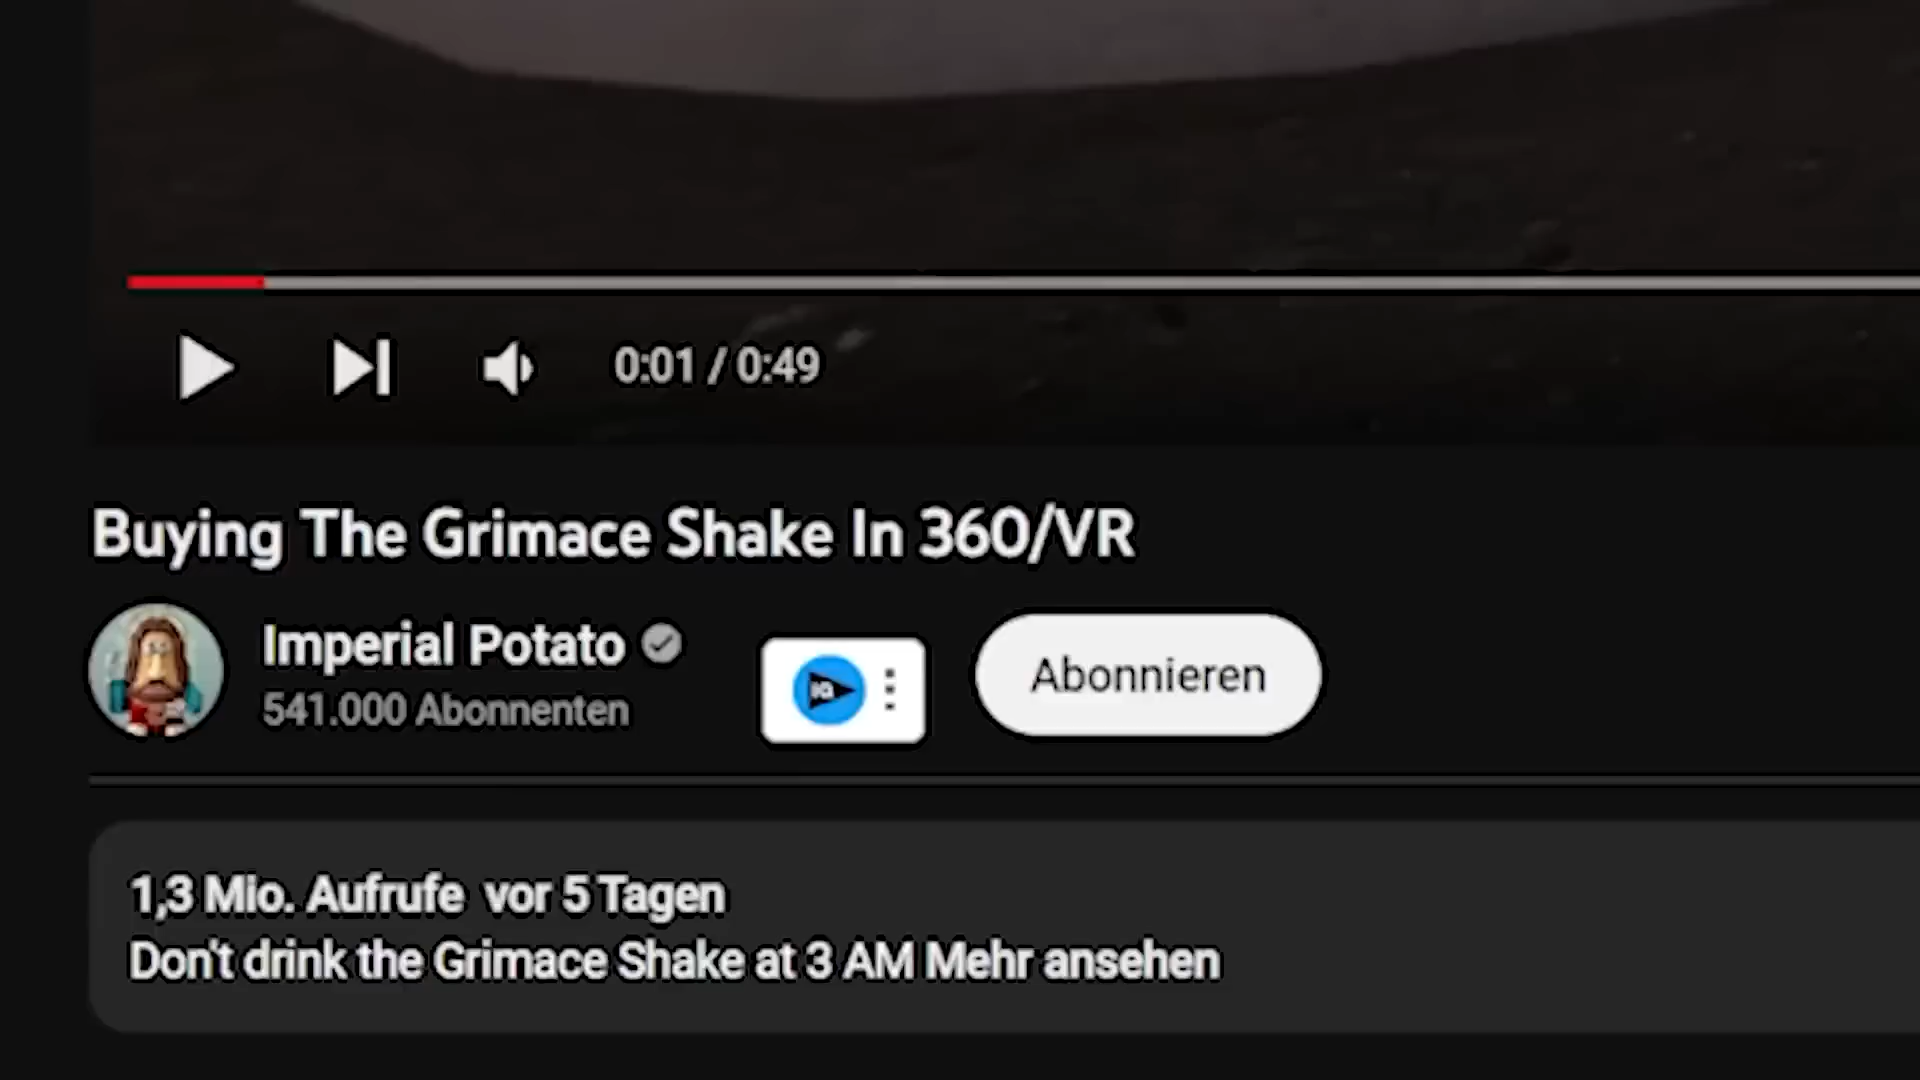 0:01 / 0:49
Buying The Grimace Shake In 360/VR
Imperial Potato
541.000 Abonnenten
IQ
Abonnieren
1,3 Mio. Aufrufe vor 5 Tagen
Don't drink the Grimace Shake at 3 AM Mehr ansehen